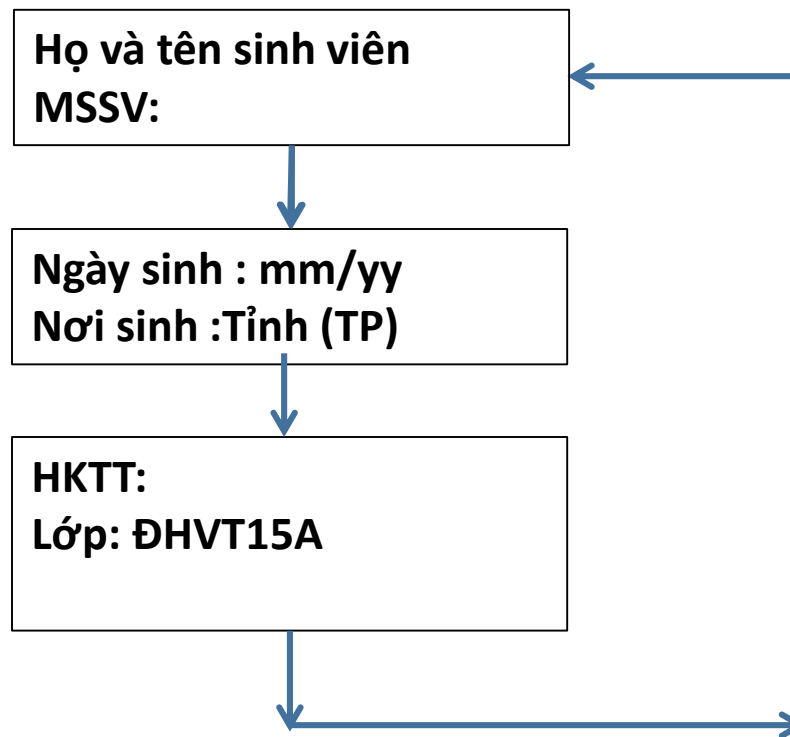 Họ và tên sinh viên
MSSV:
Ngày sinh : mm/yy
Nơi sinh :Tỉnh (TP)
HKTT:
Lớp: ĐHVT15A